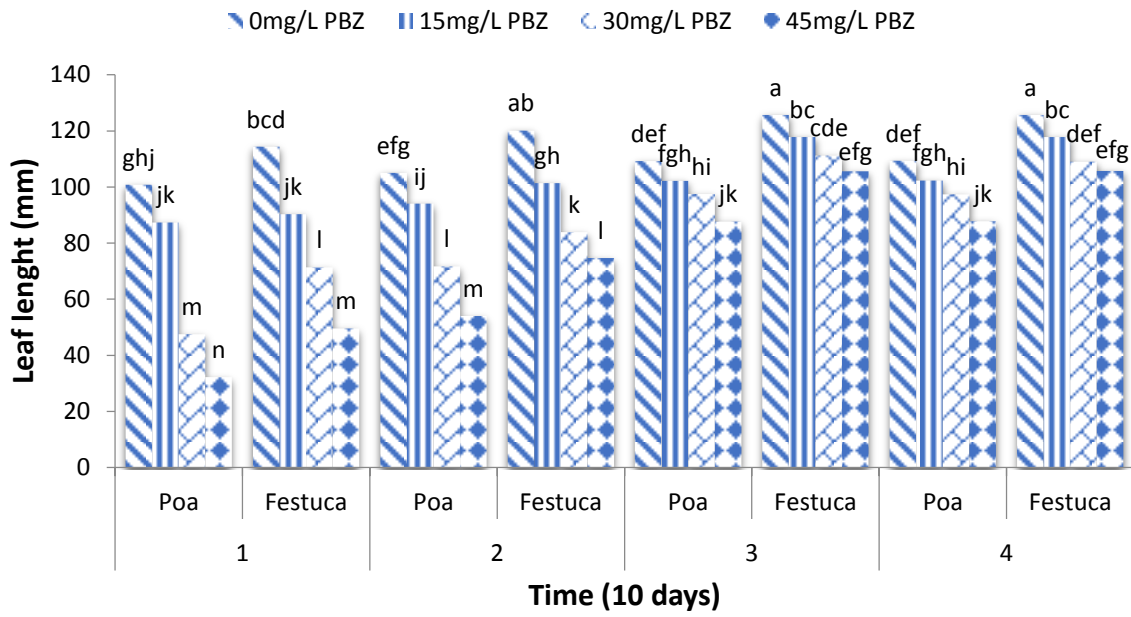 0mg/L PBZ 15mg/L PBZ 30mg/L PBZ 45mg/L PBZ
Leaf lenght (mm)
140
120
100
80
60
40
20
0
ghj jk m n
bcd jk l m
efg ij l m
ab gh k l
def fgh hi jk
a bc cde efg
def fgh hi jk
a bc def efg
Poa Festuca Poa Festuca Poa Festuca Poa Festuca
1 2 3 4
Time (10 days)